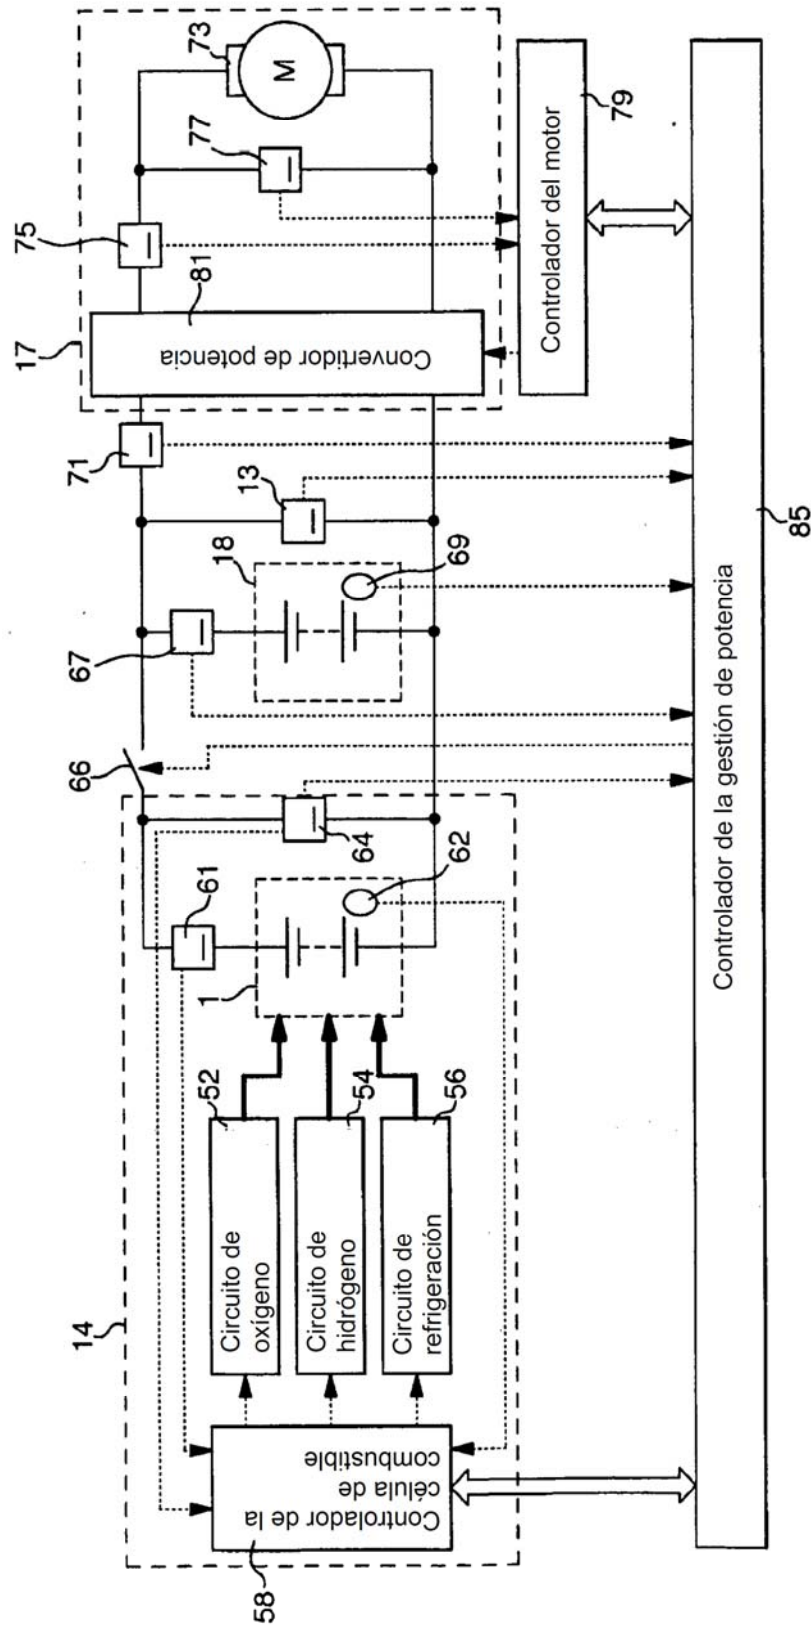 14
58
Controlador de la
célula de
combustible
Circuito de
oxígeno
52
Circuito de
hidrógeno
54
Circuito de
refrigeración
56
1
61
62
64
66
67
18
69
13
71
17
Convertidor de potencia
81
75
77
73
M
Controlador del motor
79
Controlador de la gestión de potencia
85